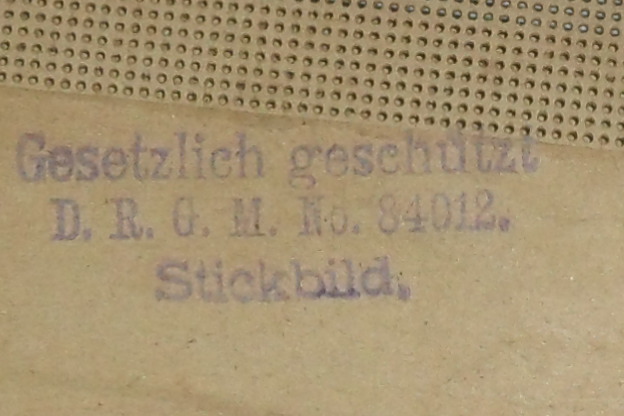 Gesetzlich geschützt
D. R. G. M. No. 84012.
Stickbild.